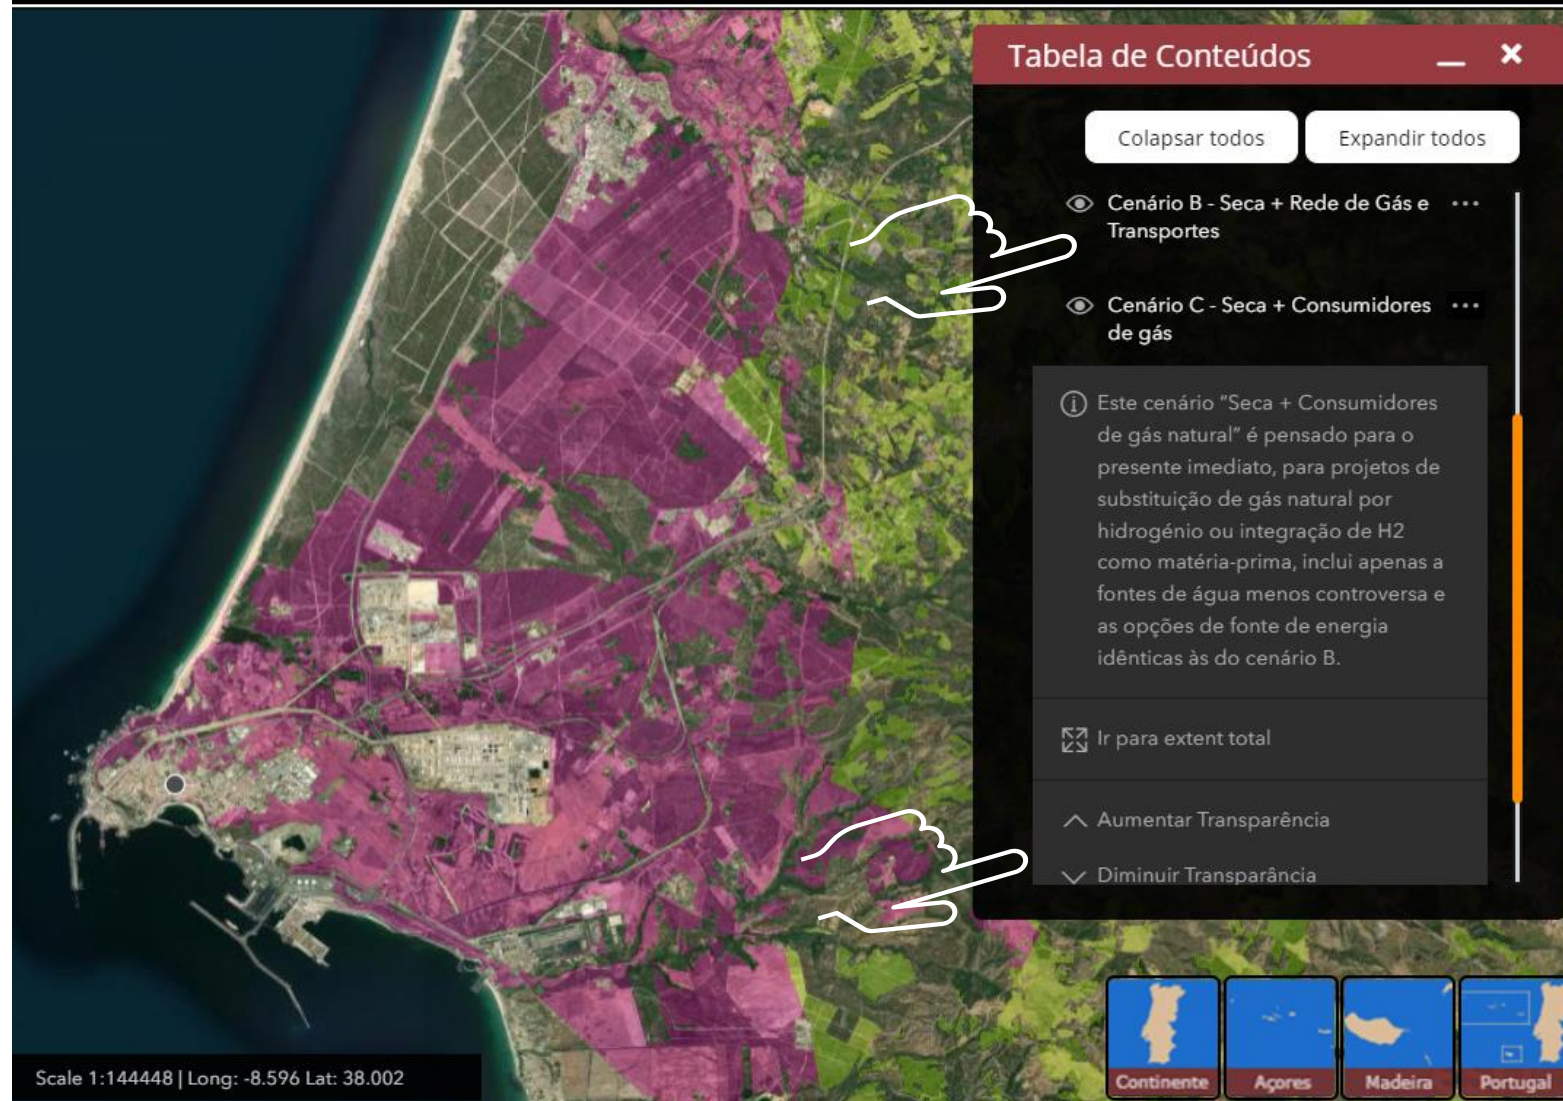 Tabela de Conteúdos
Colapsar todos
Expandir todos
Cenário B - Seca + Rede de Gás e
Transportes
Cenário C - Seca + Consumidores
de gás
Este cenário "Seca + Consumidores
de gás natural” é pensado para o
presente imediato, para projetos de
substituição de gás natural por
hidrogénio ou integração de H2
como matéria-prima, inclui apenas a
fontes de água menos controversa e
as opções de fonte de energia
idênticas às do cenário B.
Ir para extent total
Aumentar Transparência
Diminuir Transparância
Scale 1:144448 | Long: -8.596 Lat: 38.002
Continente
Açores
Madeira
Portugal